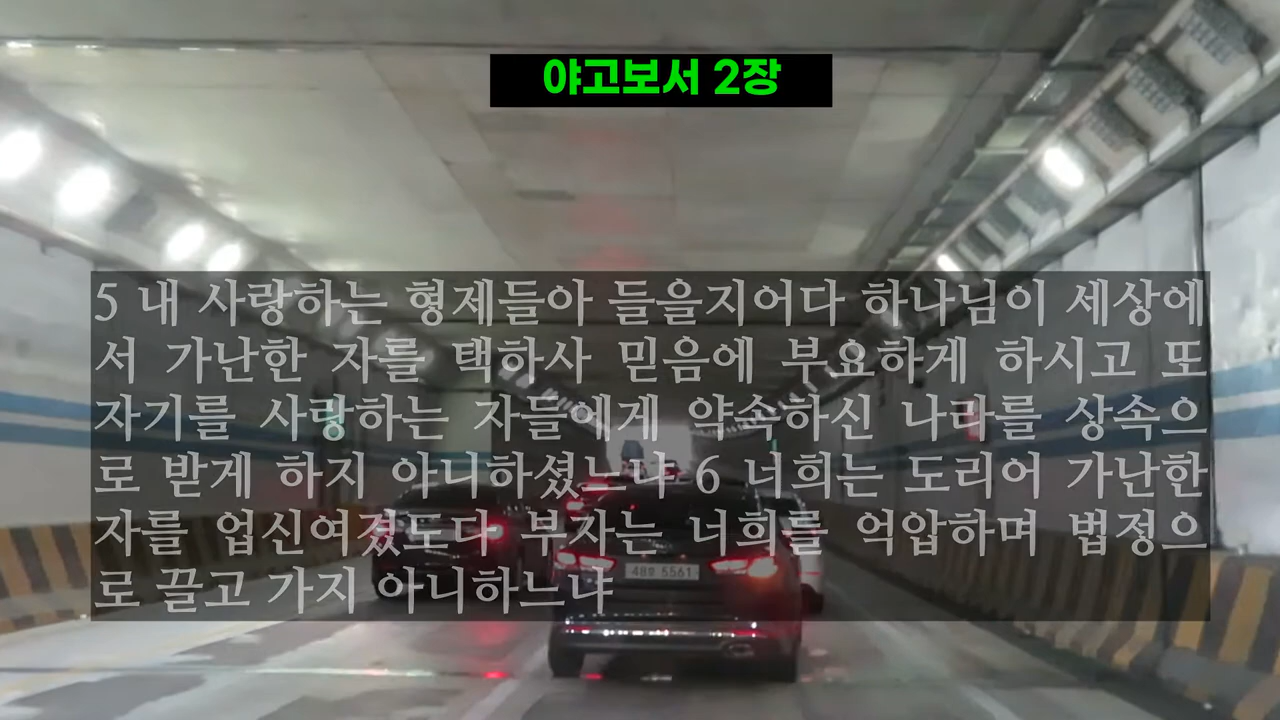 야고보서 2장
5 내 사랑하는 형제들아 들을지어다 하나님이 세상에
서 가난한 자를 택하사 믿음에 부요하게 하시고 또
자기를 사랑하는 자들에게 약속하신 나라를 상속으
로 받게 하지 아니하셨느냐 6 너희는 도리어 가난한
자를 업신여겼도다 부자는 너희를 억압하며 법정으
로 끌고 가지 아니하느냐
5561